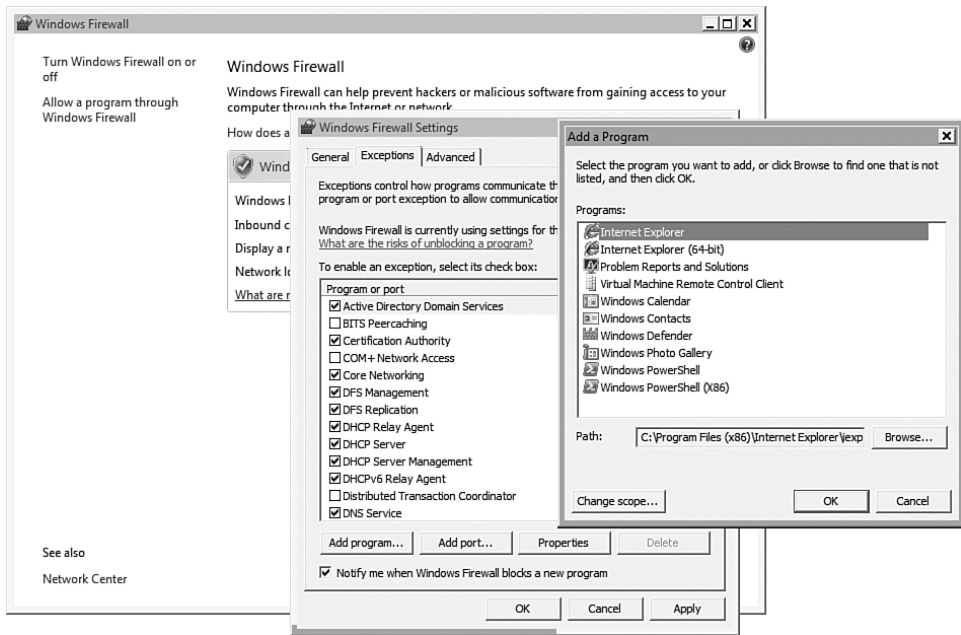 Windows Firewall
Turn Windows Firewall on or
off
Allow a program through
Windows Firewall
See also
Network Center
Windows Firewall
Windows Firewall can help prevent hackers or malicious software from gaining access to your
computer through the Internet or network
How does a
Wind
Windows
Inbound c
Display a
Network
What are
Windows Firewall Settings
General
Exceptions
Advanced
Exceptions control how programs communicate
program or port exception to allow communication
Windows Firewall is currently using settings for
What are the risks of unblocking a program?
To enable an exception, select its check box:
Program or port
Active Directory Domain Services
BITS Peercaching
Certification Authority
COM+ Network Access
Core Networking
DFS Management
DFS Replication
DHCP Relay Agent
DHCP Server
DHCP Server Management
DHCPv6 Relay Agent
Distributed Transaction Coordinator
DNS Service
Add program...
Add port...
Properties
Delete
Notify me when Windows Firewall blocks a new program
OK
Cancel
Apply
Add a Program
Select the program you want to add, or click Browse to find one that is not
listed, and then click OK.
Programs:
Internet Explorer
Internet Explorer (64-bit)
Problem Reports and Solutions
Virtual Machine Remote Control Client
Windows Calendar
Windows Contacts
Windows Defender
Windows Photo Gallery
Windows PowerShell
Windows PowerShell (X86)
Path:
C:\Program Files (x86)\Internet Explorer\iexp
Browse...
Change scope...
OK
Cancel